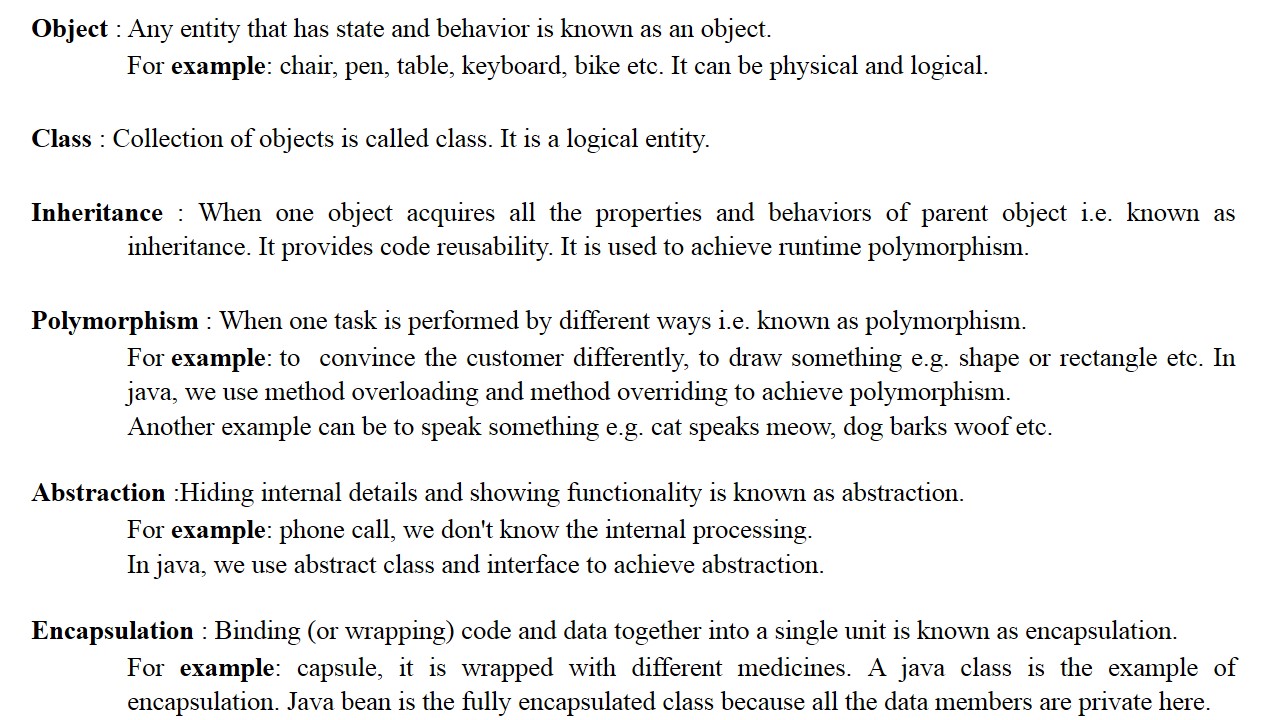 Object : Any entity that has state and behavior is known as an object.
For example: chair, pen, table, keyboard, bike etc. It can be physical and logical.
Class : Collection of objects is called class. It is a logical entity.
Inheritance : When one object acquires all the properties and behaviors of parent object i.e. known as
inheritance. It provides code reusability. It is used to achieve runtime polymorphism.
Polymorphism : When one task is performed by different ways i.e. known as polymorphism.
For example: to convince the customer differently, to draw something e.g. shape or rectangle etc. In
java, we use method overloading and method overriding to achieve polymorphism.
Another example can be to speak something e.g. cat speaks meow, dog barks woof etc.
Abstraction :Hiding internal details and showing functionality is known as abstraction.
For example: phone call, we don't know the internal processing.
In java, we use abstract class and interface to achieve abstraction.
Encapsulation : Binding (or wrapping) code and data together into a single unit is known as encapsulation.
For example: capsule, it is wrapped with different medicines. A java class is the example of
encapsulation. Java bean is the fully encapsulated class because all the data members are private here.